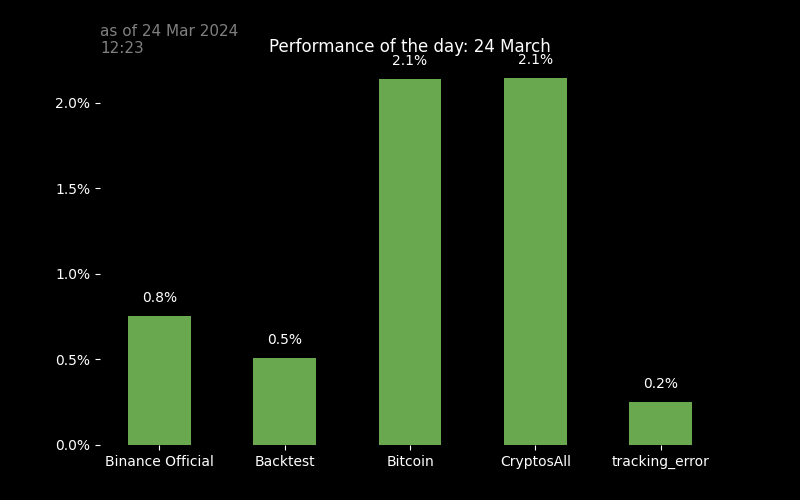 as of 24 Mar 2024
12:23
Performance of the day: 24 March
2.1%
2.1%
2.0%
1.5%
1.0%
0.8%
0.5%
0.5%
0.2%
0.0%
Binance Official
Backtest
Bitcoin
CryptosAll
tracking_error